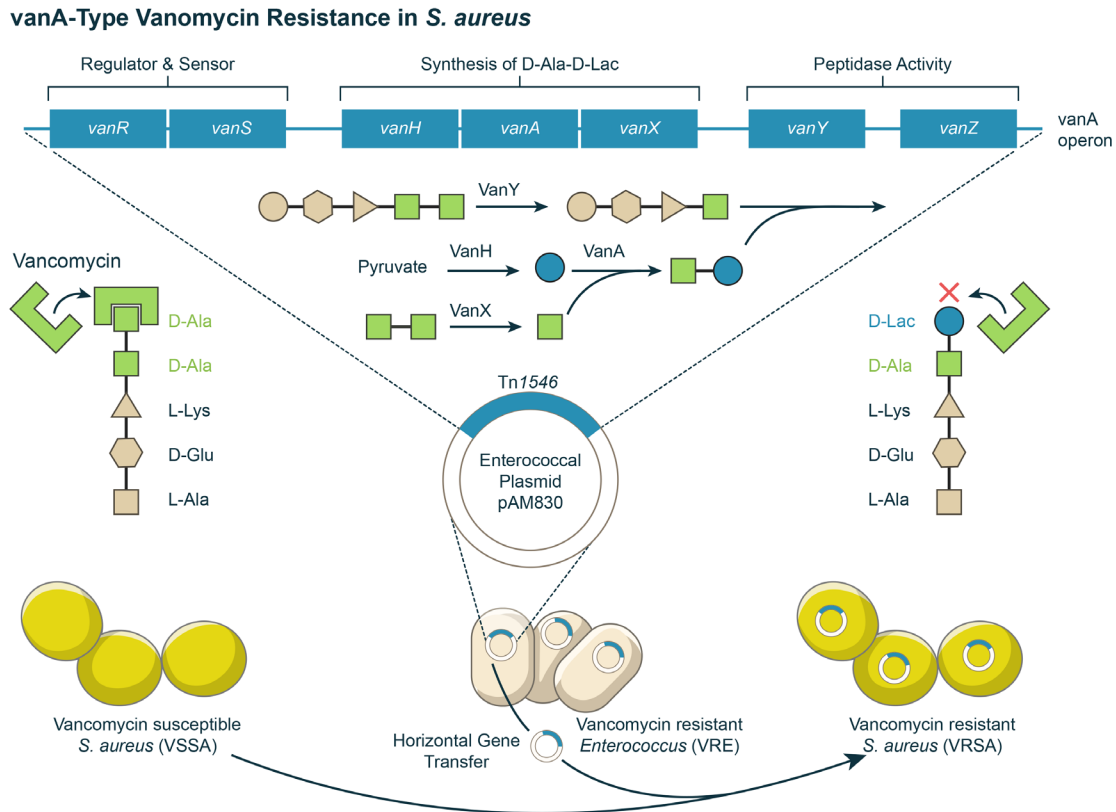 vanA-Type Vanomycin Resistance in S. aureus
Regulator & Sensor
Synthesis of D-Ala-D-Lac
Peptidase Activity
vanR
vanS
vanH
vanA
vanX
vanY
vanZ
vanA
operon
VanY
Vancomycin
Pyruvate
VanH
VanA
VanX
D-Ala
D-Ala
L-Lys
D-Glu
L-Ala
D-Lac
D-Ala
L-Lys
D-Glu
L-Ala
Tn1546
Enterococcal
Plasmid
pAM830
Vancomycin susceptible
S. aureus (VSSA)
Horizontal Gene
Transfer
Vancomycin resistant
Enterococcus (VRE)
Vancomycin resistant
S. aureus (VRSA)